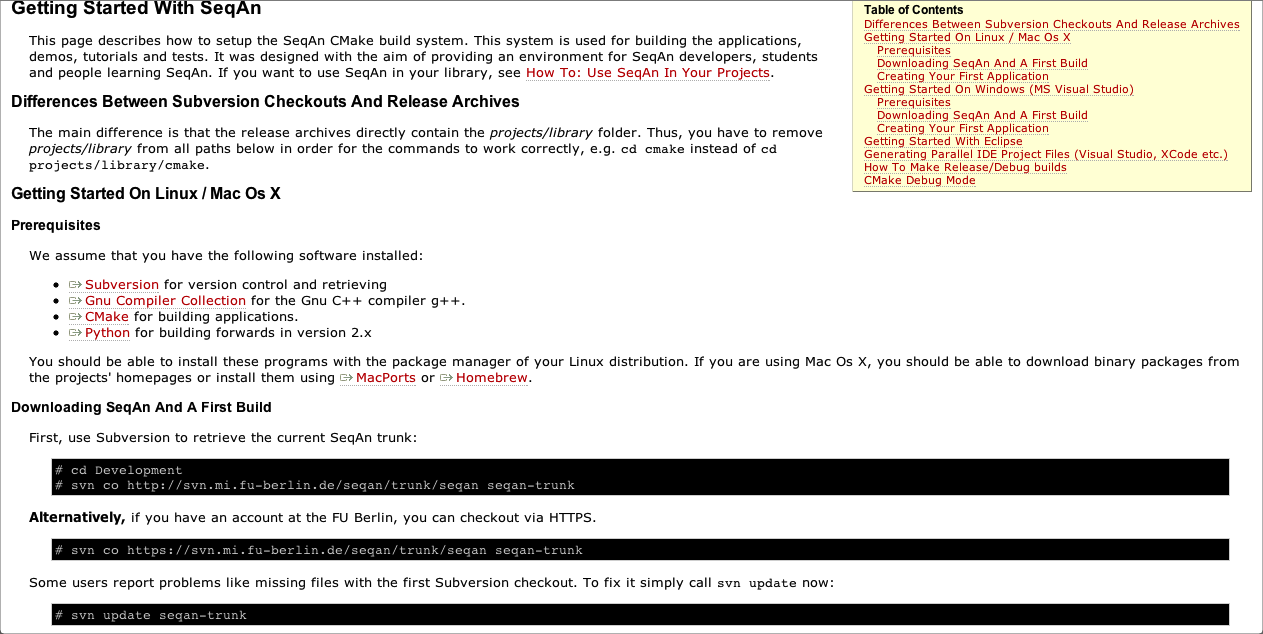 Getting Started With SeqAn
This page describes how to setup the SeqAn CMake build system. This system is used for building the applications,
demos, tutorials and tests. It was designed with the aim of providing an environment for SeqAn developers, students
and people learning SeqAn. If you want to use SeqAn in your library, see How To: Use SeqAn In Your Projects.
Differences Between Subversion Checkouts And Release Archives
The main difference is that the release archives directly contain the projects/library folder. Thus, you have to remove
projects/library from all paths below in order for the commands to work correctly, e.g. cd cmake instead of cd
projects/library/cmake.
Table of Contents
Differences Between Subversion Checkouts And Release Archives
Getting Started On Linux / Mac Os X
Prerequisites
Downloading SeqAn And A First Build
Creating Your First Application
Getting Started On Windows (MS Visual Studio)
Prerequisites
Downloading SeqAn And A First Build
Creating Your First Application
Getting Started With Eclipse
Generating Parallel IDE Project Files (Visual Studio, XCode etc.)
How To Make Release/Debug builds
CMake Debug Mode
Getting Started On Linux / Mac Os X
Prerequisites
We assume that you have the following software installed:
Subversion for version control and retrieving
Gnu Compiler Collection for the Gnu C++ compiler g++.
CMake for building applications.
Python for building forwards in version 2.x
You should be able to install these programs with the package manager of your Linux distribution. If you are using Mac Os X, you should be able to download binary packages from
the projects' homepages or install them using MacPorts or Homebrew.
Downloading SeqAn And A First Build
First, use Subversion to retrieve the current SeqAn trunk:
# cd Development
# svn co http://svn.mi.fu-berlin.de/seqan/trunk/seqan seqan-trunk
Alternatively, if you have an account at the FU Berlin, you can checkout via HTTPS.
# svn co https://svn.mi.fu-berlin.de/seqan/trunk/seqan seqan-trunk
Some users report problems like missing files with the first Subversion checkout. To fix it simply call svn update now:
# svn update seqan-trunk